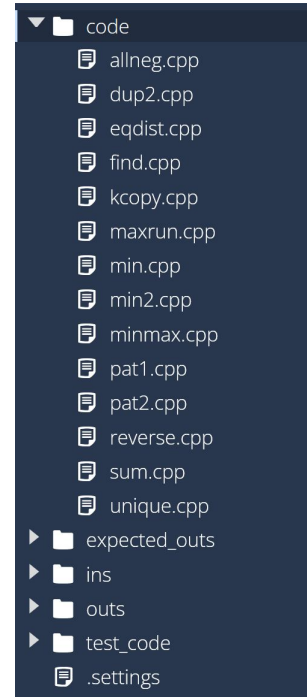 code
allneg.cpp
dup2.cpp
eqdist.cpp
find.cpp
kcopy.cpp
maxrun.cpp
min.cpp
min2.cpp
minmax.cpp
pat1.cpp
pat2.cpp
reverse.cpp
sum.cpp
unique.cpp
expected_outs
ins
outs
test_code
.settings